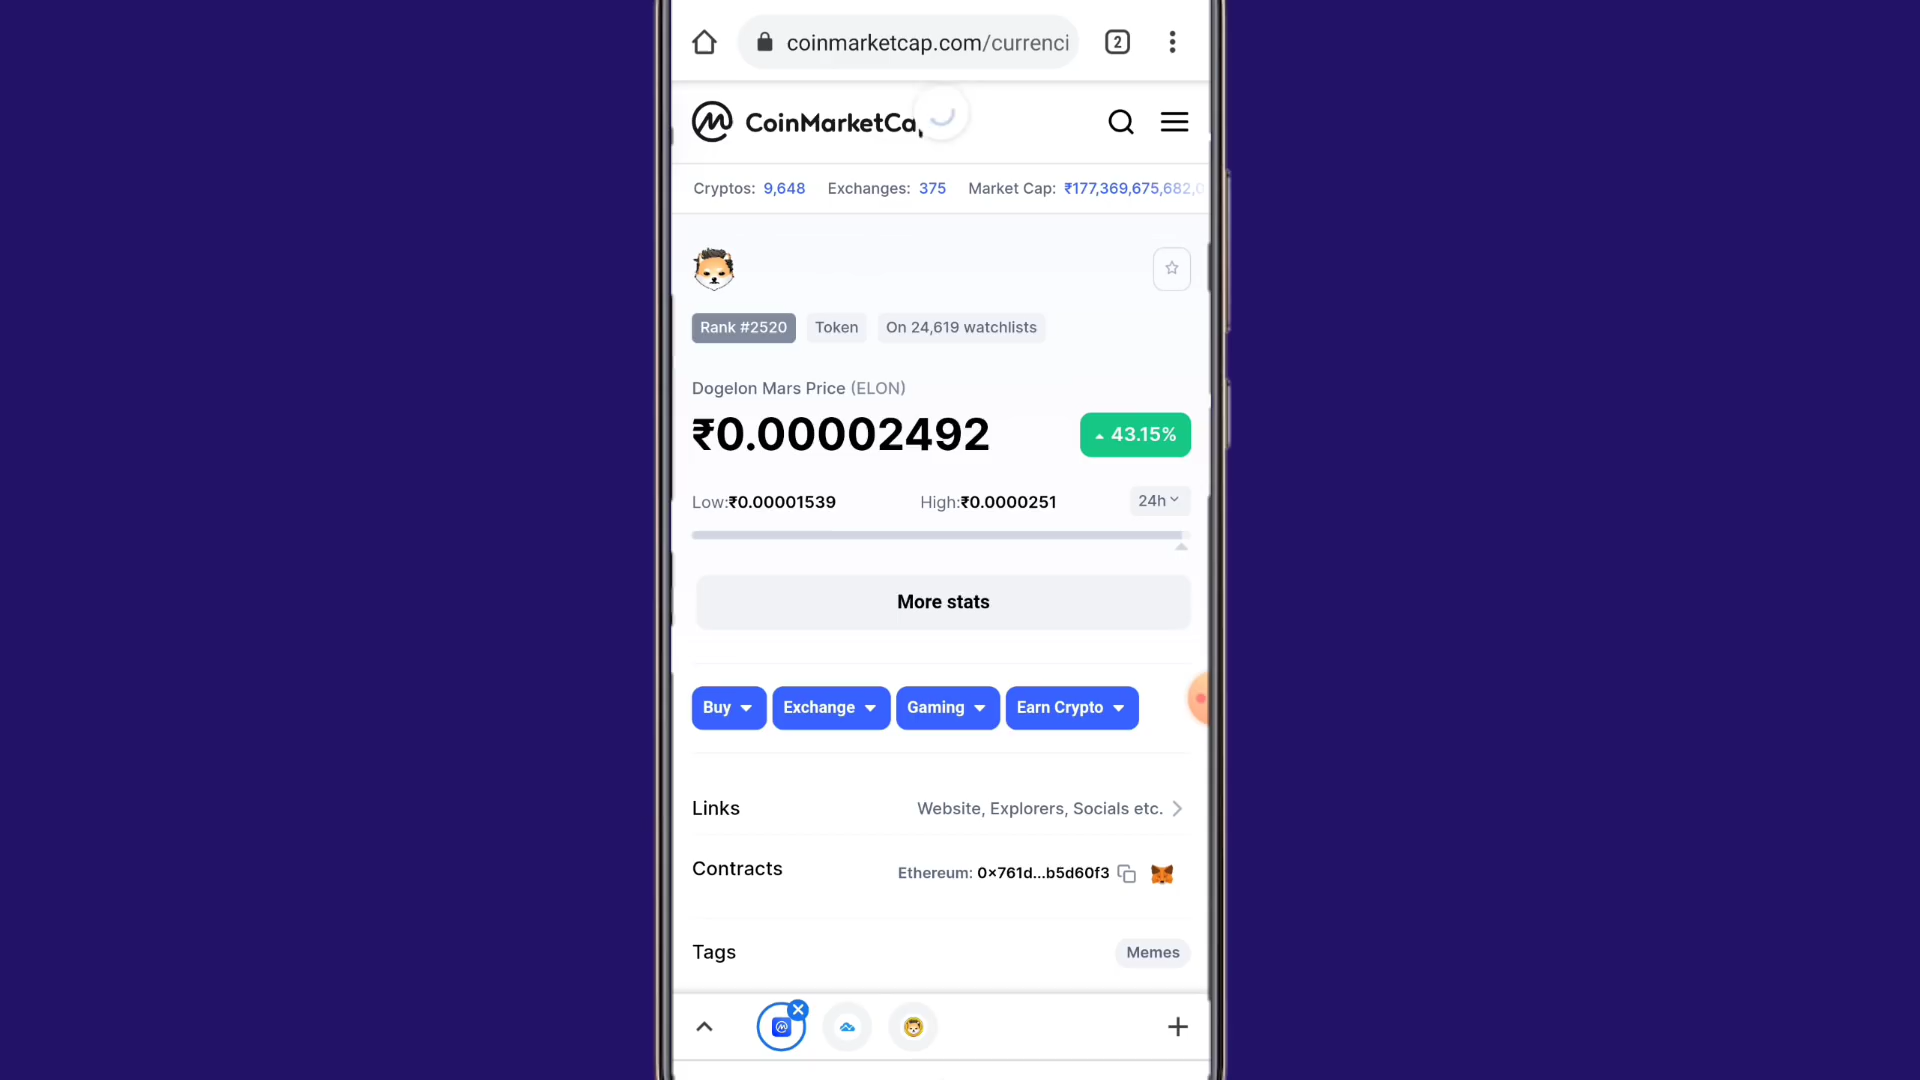 coinmarketcap.com/currenci
2
CoinMarketCa
Cryptos: 9,648 Exchanges: 375 Market Cap: ₹177,369,675,682,0
Rank #2520 Token On 24,619 watchlists
Dogelon Mars Price (ELON)
₹0.00002492 43.15%
Low:₹0.00001539 High:₹0.0000251 24h
More stats
Buy Exchange Gaming Earn Crypto
Links Website, Explorers, Socials etc.
Contracts Ethereum: 0x761d...b5d60f3
Tags Memes